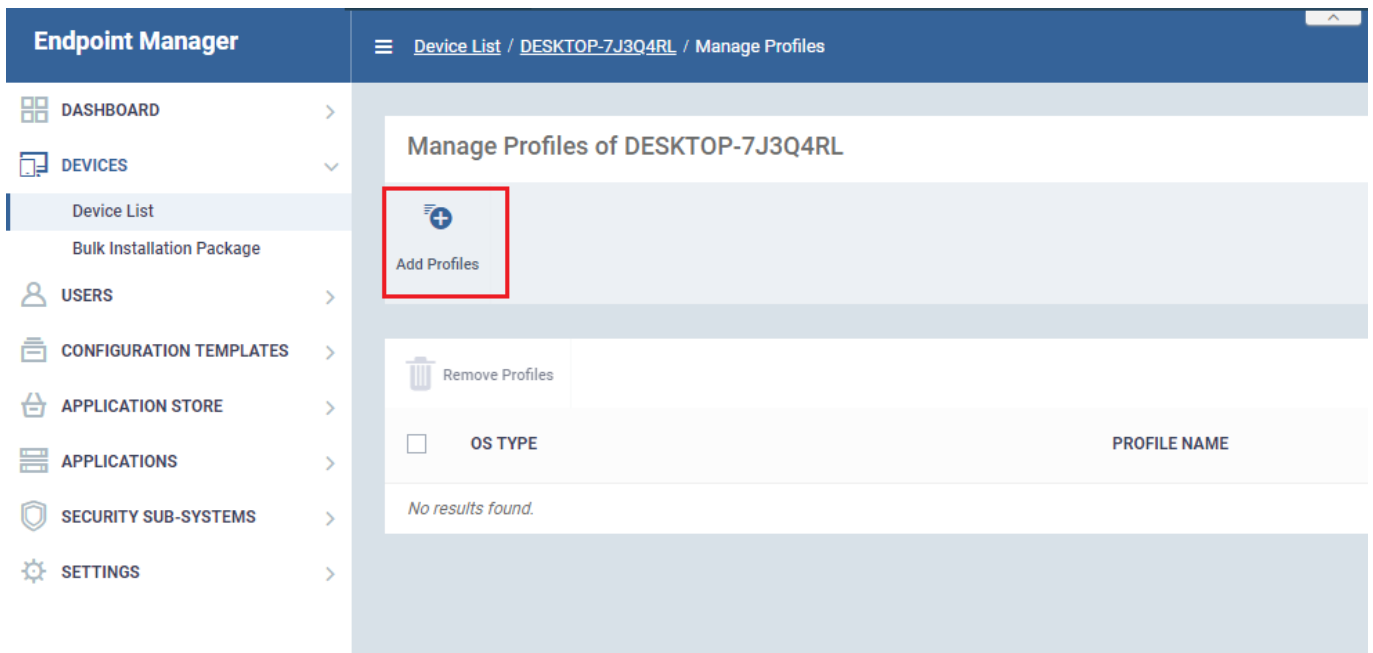 Endpoint Manager
Device List / DESKTOP-7J3Q4RL / Manage Profiles
DASHBOARD
DEVICES
Device List
Bulk Installation Package
USERS
CONFIGURATION TEMPLATES
APPLICATION STORE
APPLICATIONS
SECURITY SUB-SYSTEMS
SETTINGS
Manage Profiles of DESKTOP-7J3Q4RL
Add Profiles
Remove Profiles
OS TYPE PROFILE NAME
No results found.